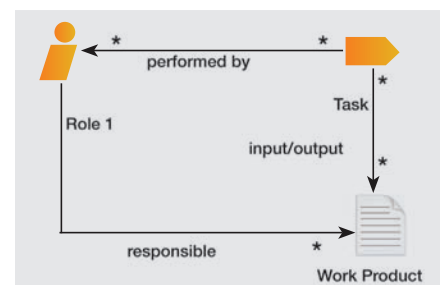 * *
performed by
*
Task
Role 1
input/output
*
responsible *
Work Product